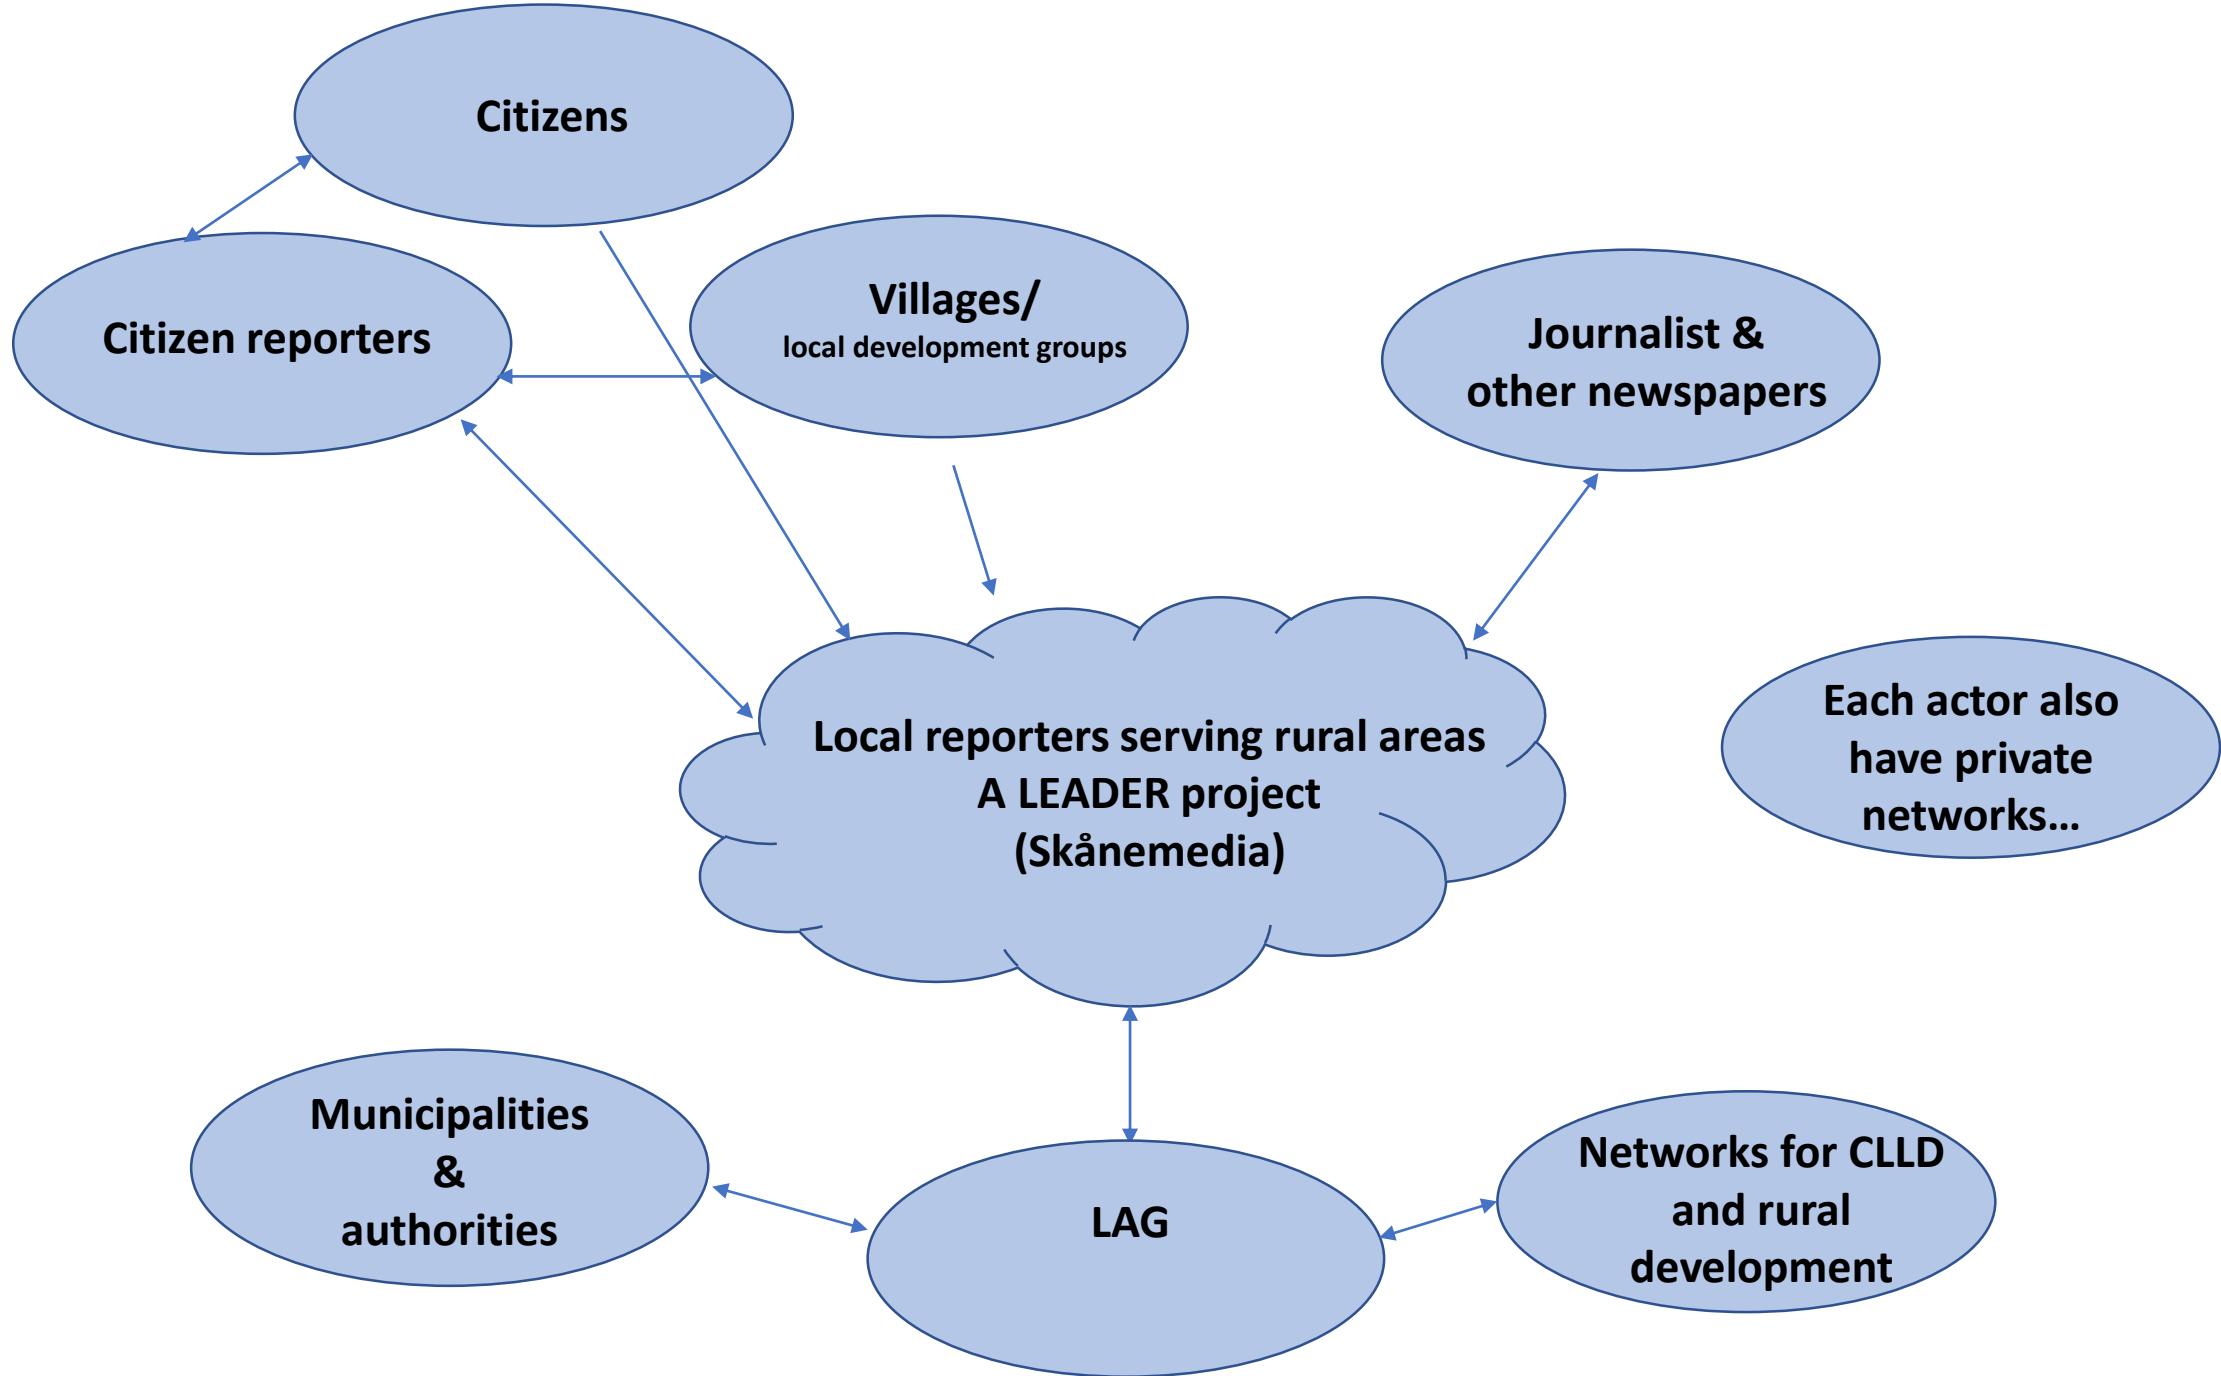 Citizens
Citizen reporters
Villages/
local development groups
Journalist &
other newspapers
Local reporters serving rural areas
A LEADER project
(Skånemedia)
Each actor also
have private
networks…
Municipalities
&
authorities
LAG
Networks for CLLD
and rural
development